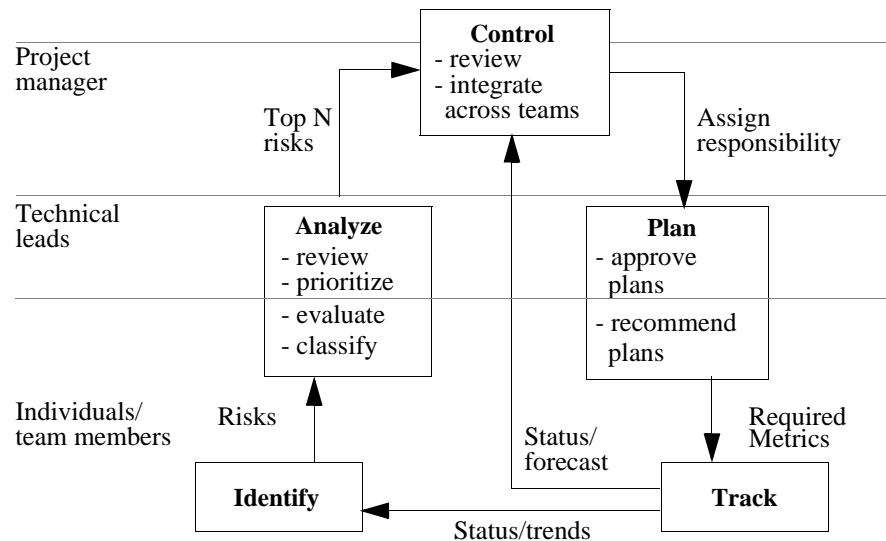 Control
- review
- integrate
across teams
Project
manager
Top N
risks
Assign
responsibility
Technical
leads
Analyze
- review
- prioritize
- evaluate
- classify
Plan
- approve
plans
- recommend
plans
Individuals/
team members
Risks
Status/
forecast
Required
Metrics
Identify
Track
Status/trends